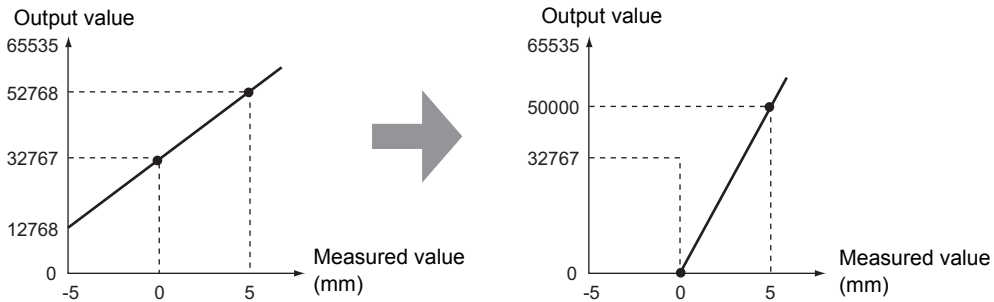 Output value
65535
52768
32767
12768
0
-5
0
5
Measured value
(mm)
Output value
65535
50000
32767
0
-5
0
5
Measured value
(mm)